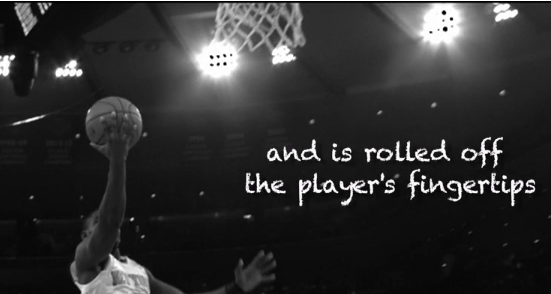 and is rolled off
the player's fingertips